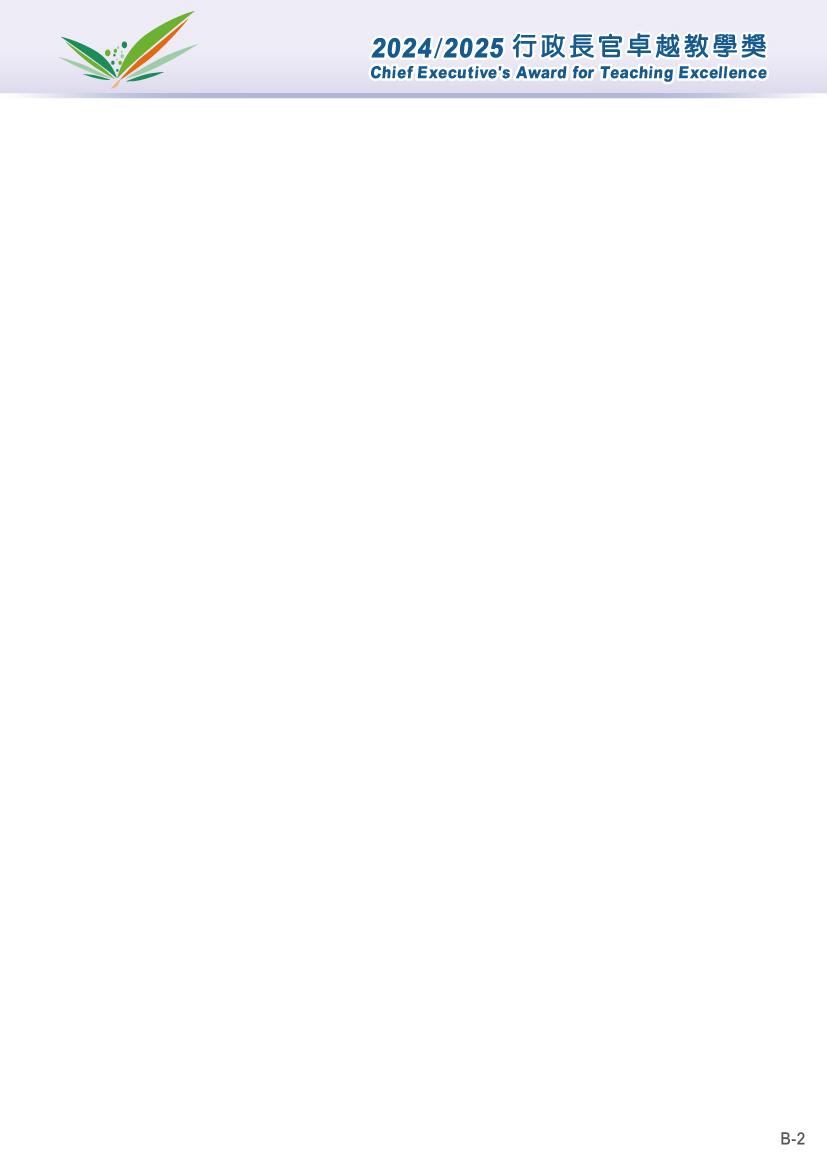 2024/2025 行政長官卓越教學獎
Chief Executive's Award for Teaching Excellence
B-2